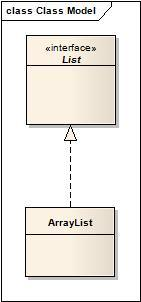 class Class Model
«interface»
List
ArrayList